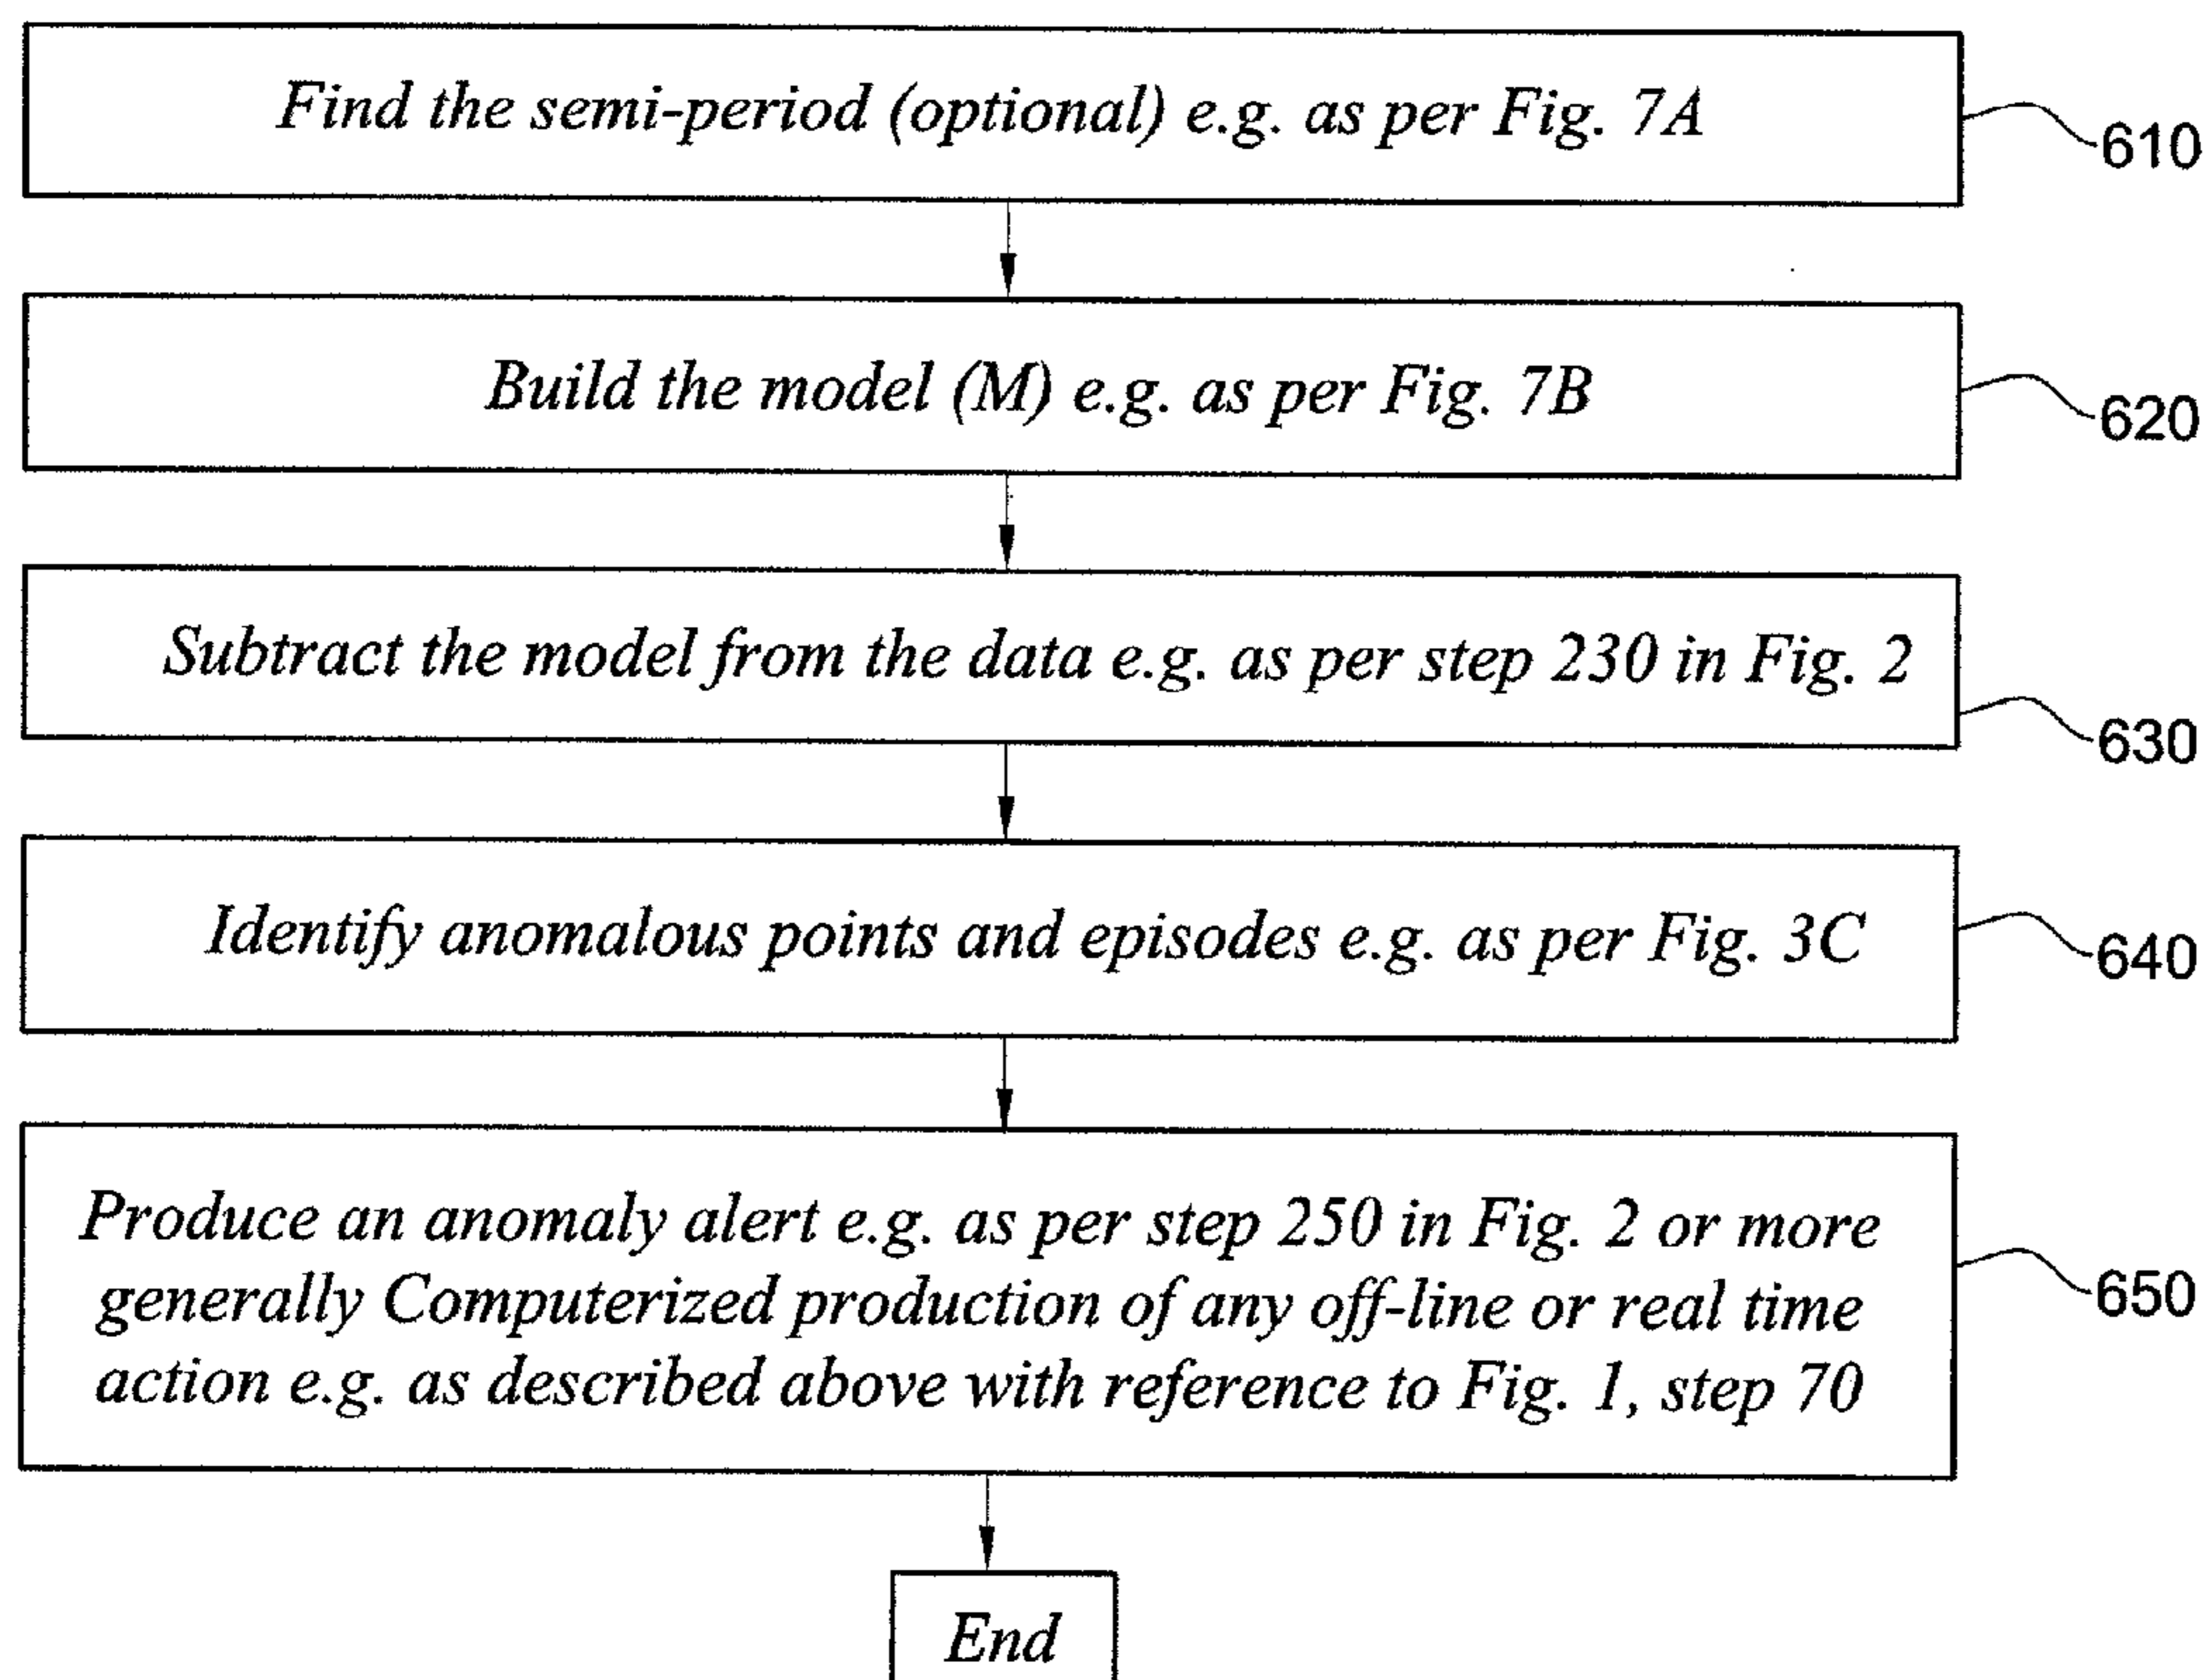 Find the semi-period (optional) e.g. as per Fig. 7A
610
Build the model (M) e.g. as per Fig. 7B
620
Subtract the model from the data e.g. as per step 230 in Fig. 2
630
Identify anomalous points and episodes e.g. as per Fig. 3C
640
Produce an anomaly alert e.g. as per step 250 in Fig. 2 or more
generally Computerized production of any off-line or real time
action e.g. as described above with reference to Fig. 1, step 70
650
End